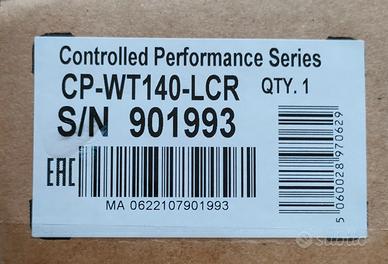 Controlled Performance Series
CP-WT140-LCR QTY. 1
S/N 901993
EAC
MA 0622107901993
5 060028 970629
subito